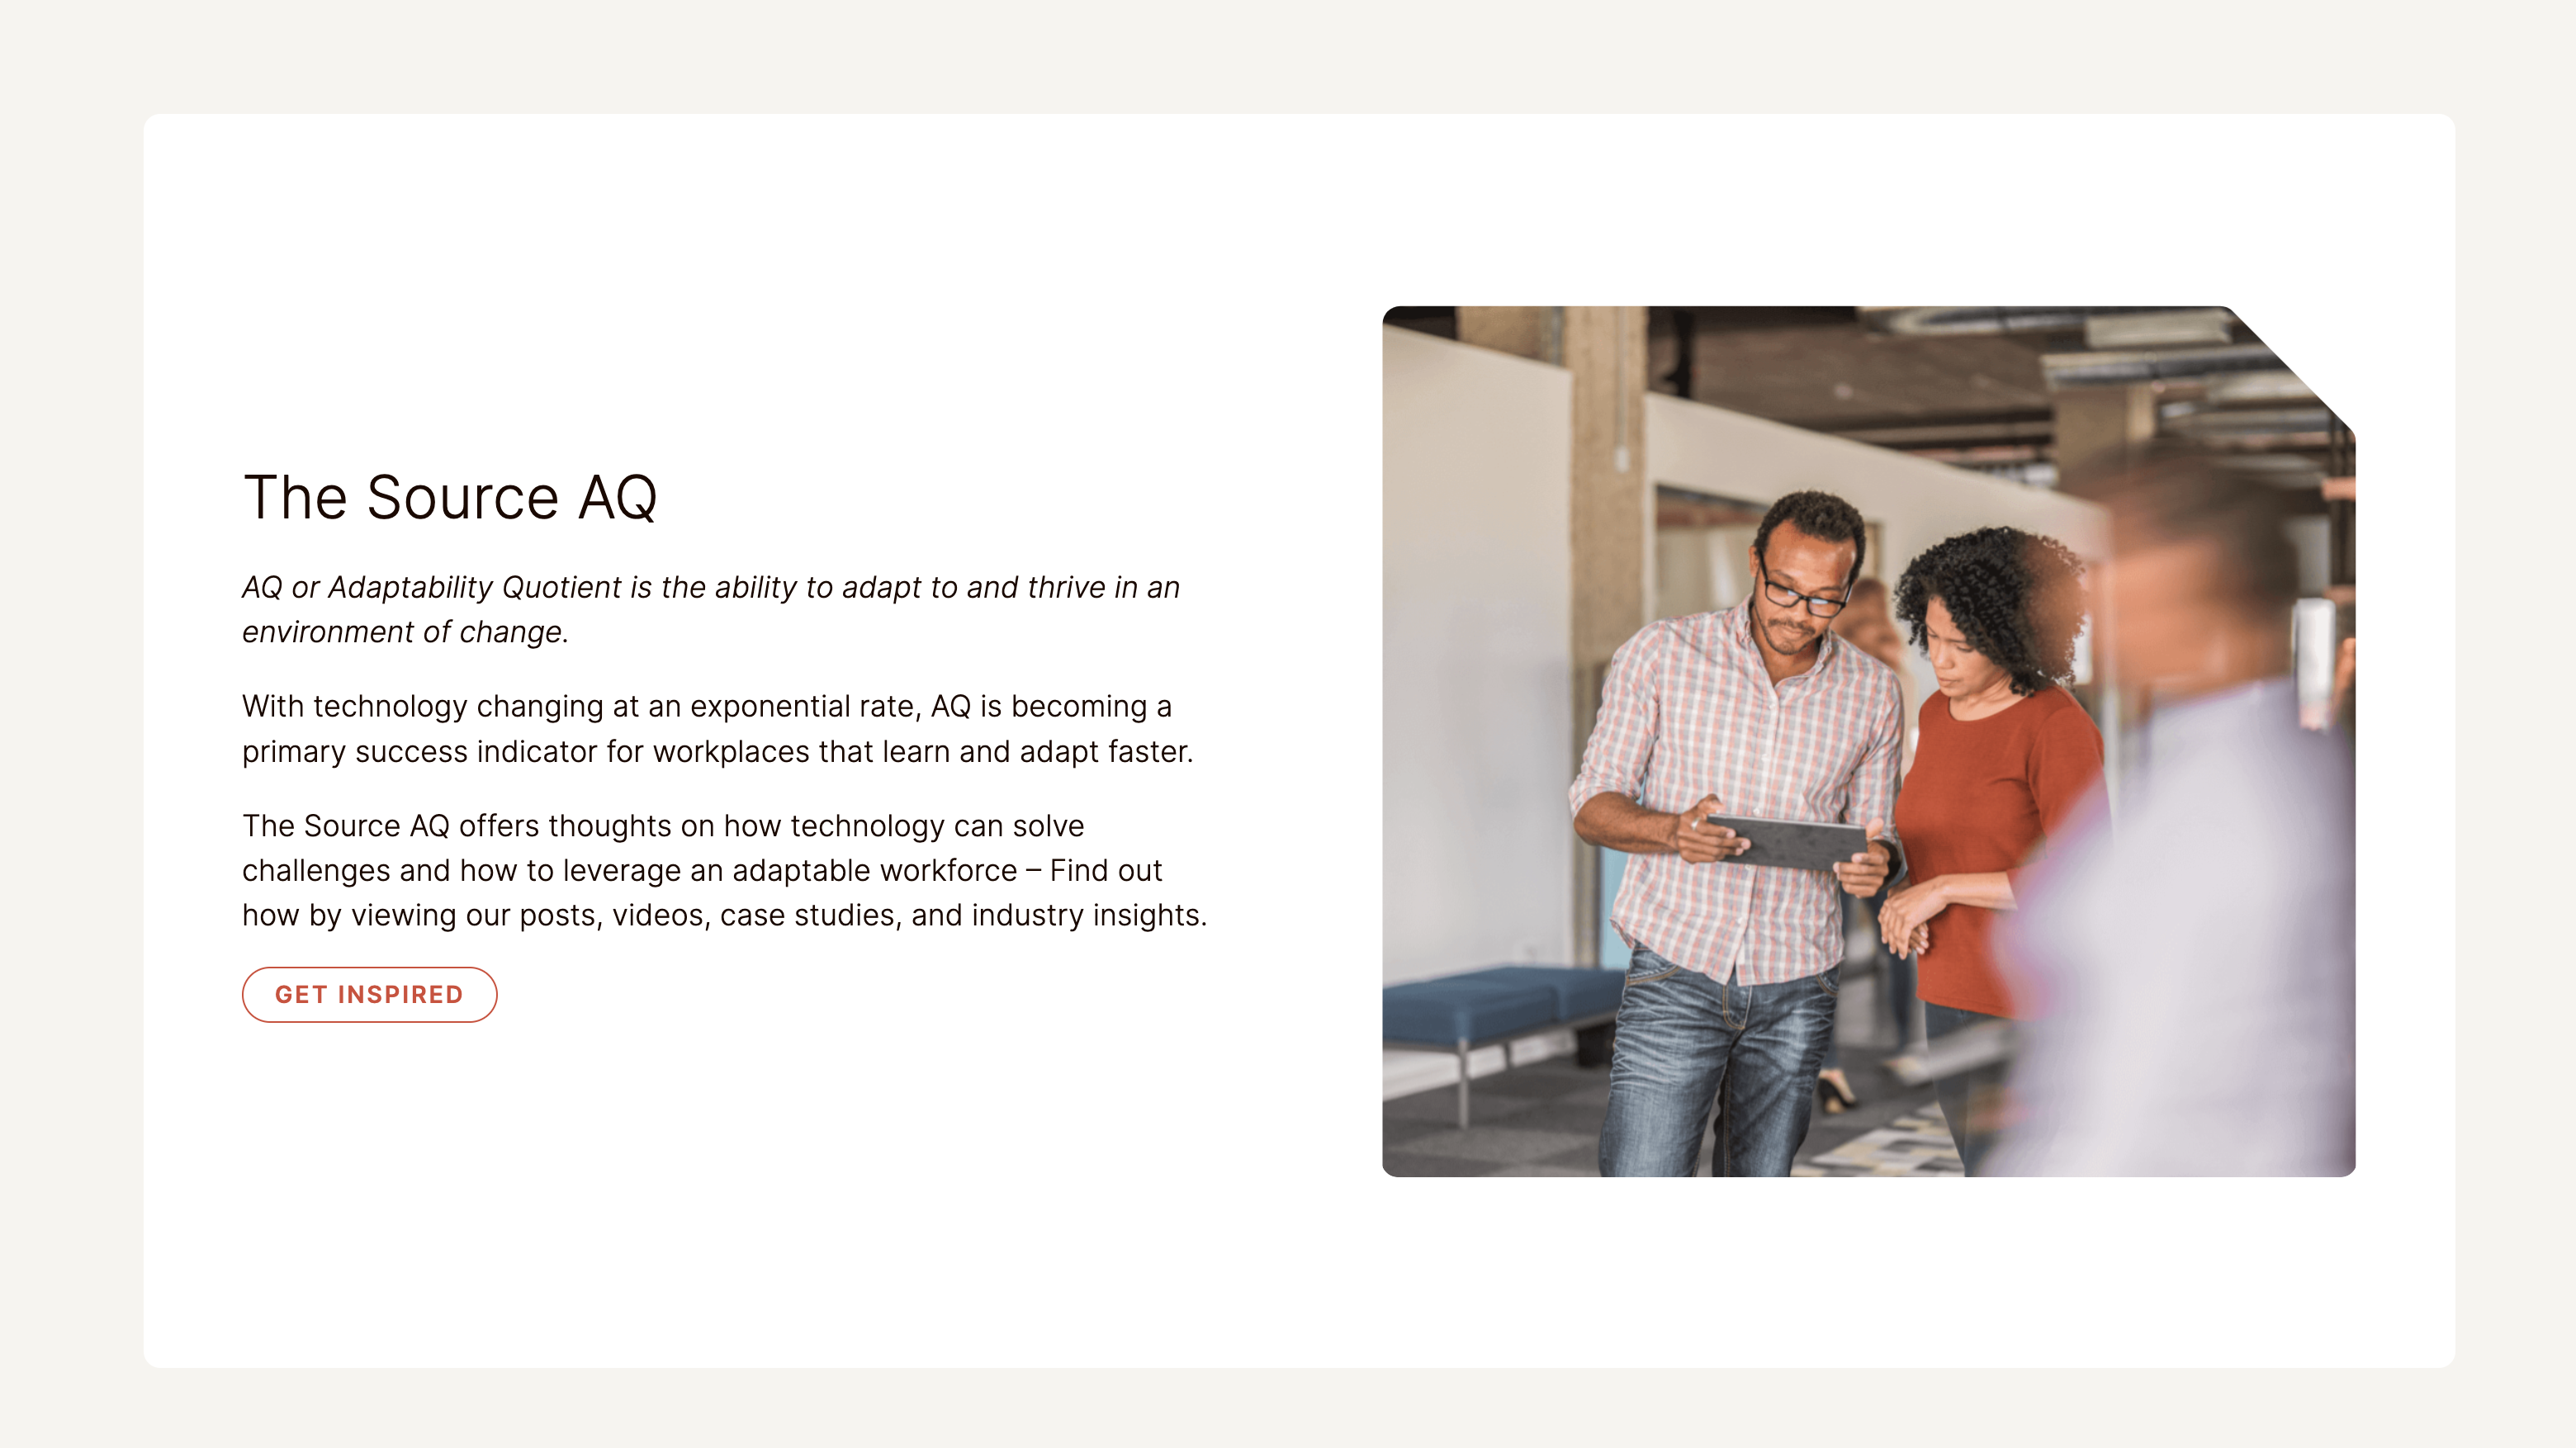 The Source AQ
AQ or Adaptability Quotient is the ability to adapt to and thrive in an
environment of change.
With technology changing at an exponential rate, AQ is becoming a
primary success indicator for workplaces that learn and adapt faster.
The Source AQ offers thoughts on how technology can solve
challenges and how to leverage an adaptable workforce – Find out
how by viewing our posts, videos, case studies, and industry insights.
GET INSPIRED